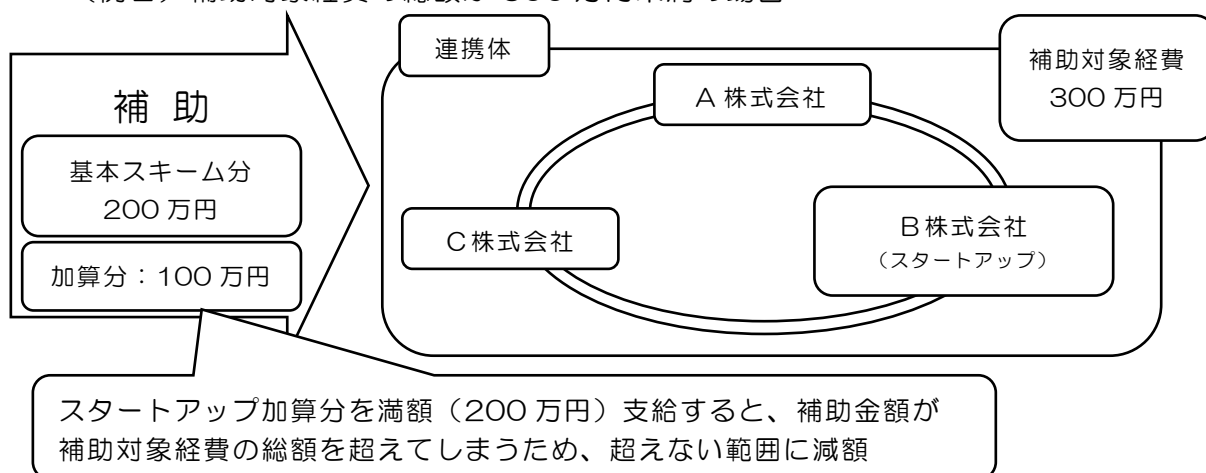 連携体
補助対象経費
300 万円
A 株式会社
補 助
基本スキーム分
200 万円
C 株式会社
B 株式会社
(スタートアップ)
加算分：100 万円
スタートアップ加算分を満額（200 万円）支給すると、補助金額が
補助対象経費の総額を超えてしまうため、超えない範囲に減額